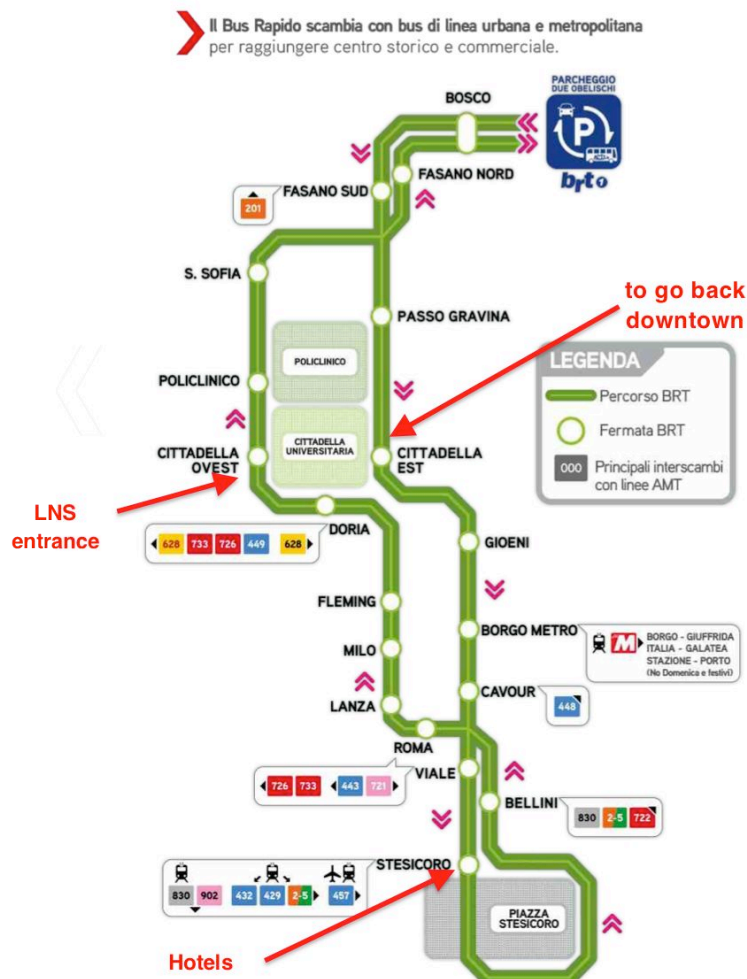 Il Bus Rapido scambia con bus di linea urbana e metropolitana
per raggiungere centro storico e commerciale.
PARCHEGGIO
DUE OBELISCHI
P
brt1
BOSCO
FASANO NORD
FASANO SUD
201
S. SOFIA
PASSO GRAVINA
to go back
downtown
LEGENDA
Percorso BRT
Fermata BRT
000
Principali interscambi
con linee AMT
POLICLINICO
POLICLINICO
CITTADELLA
UNIVERSITARIA
CITTADELLA
OVEST
CITTADELLA
EST
LNS
entrance
DORIA
628 733 726 449 628
GIOENI
FLEMING
BORGO METRO
M
BORGO - GIUFFRIDA
ITALIA - GALATEA
STAZIONE - PORTO
(No Domenica e festivi)
MILO
LANZA
CAVOUR
448
ROMA
VIALE
726 733 443 721
BELLINI
830 2-5 722
STESICORO
830 902 432 429 2-5 457
PIAZZA
STESICORO
Hotels